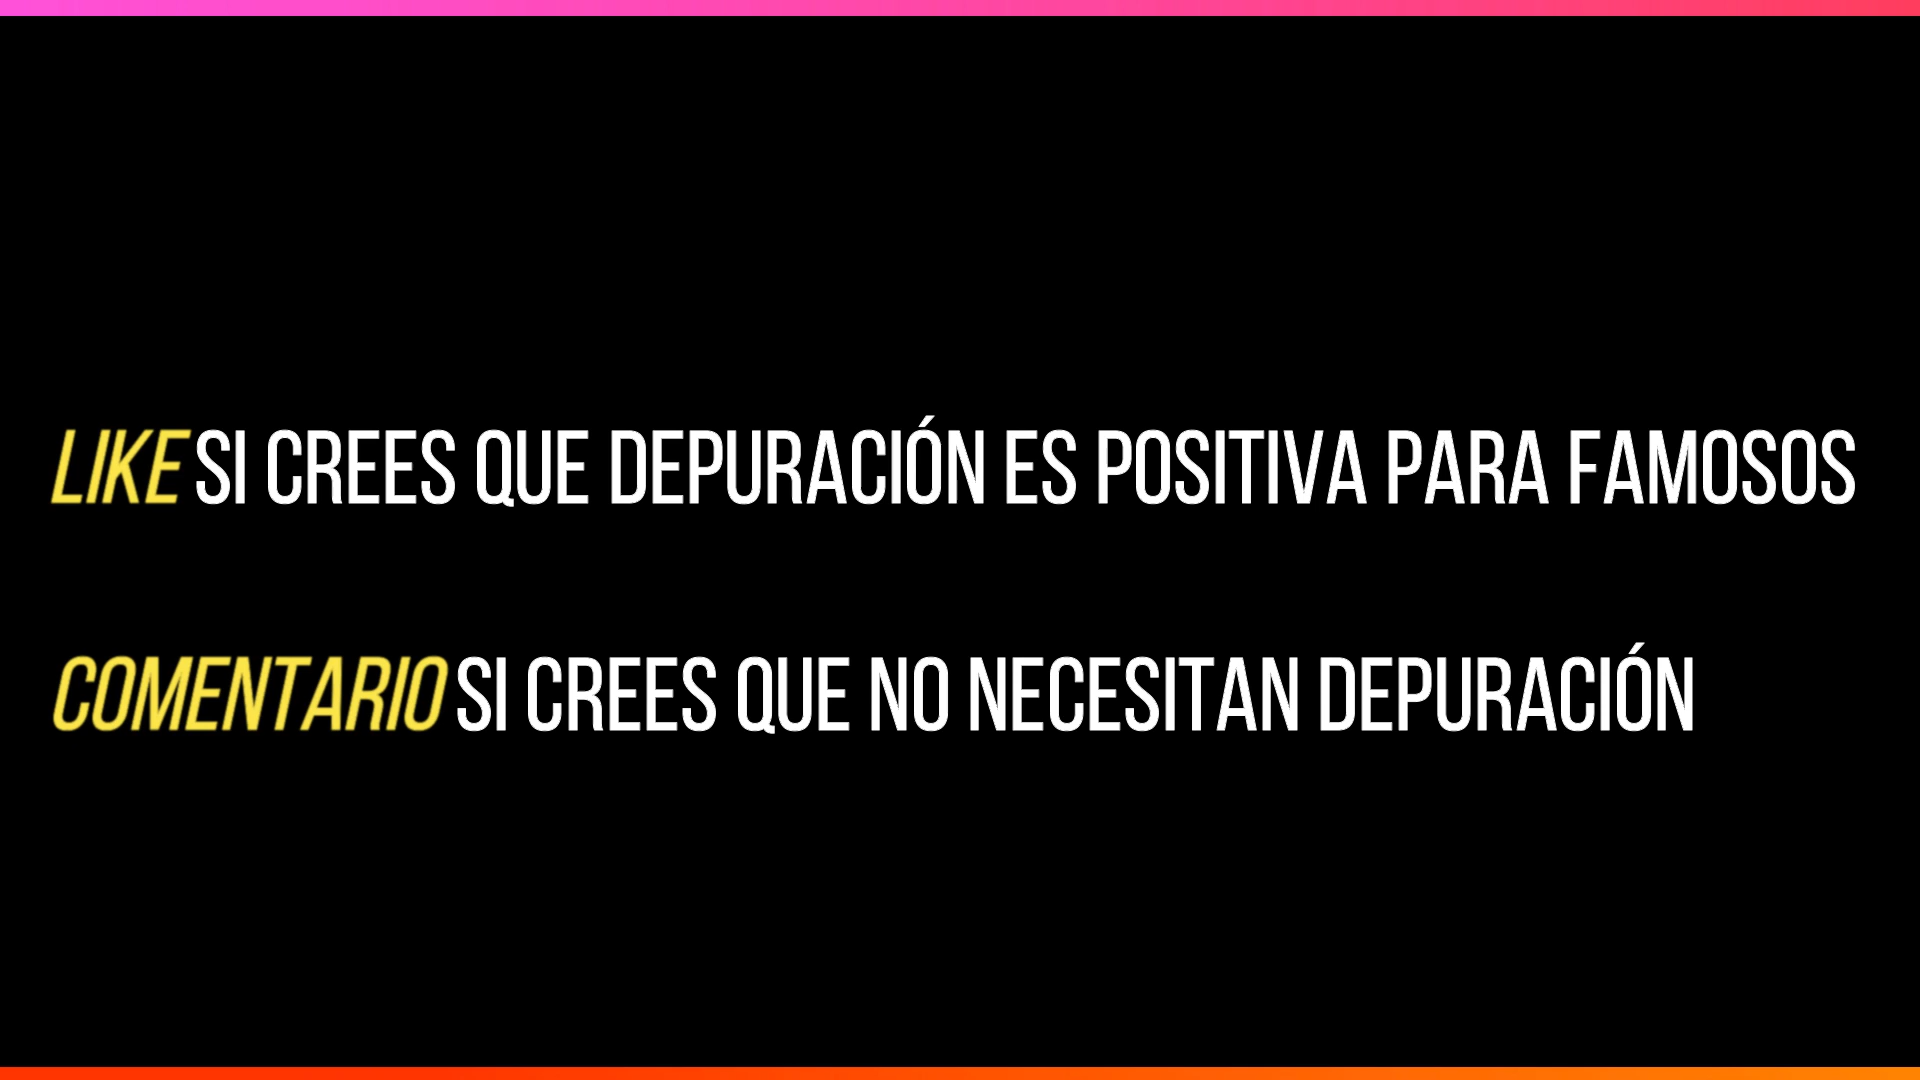 LIKE SI CREES QUE DEPURACIÓN ES POSITIVA PARA FAMOSOS
COMENTARIO SI CREES QUE NO NECESITAN DEPURACIÓN